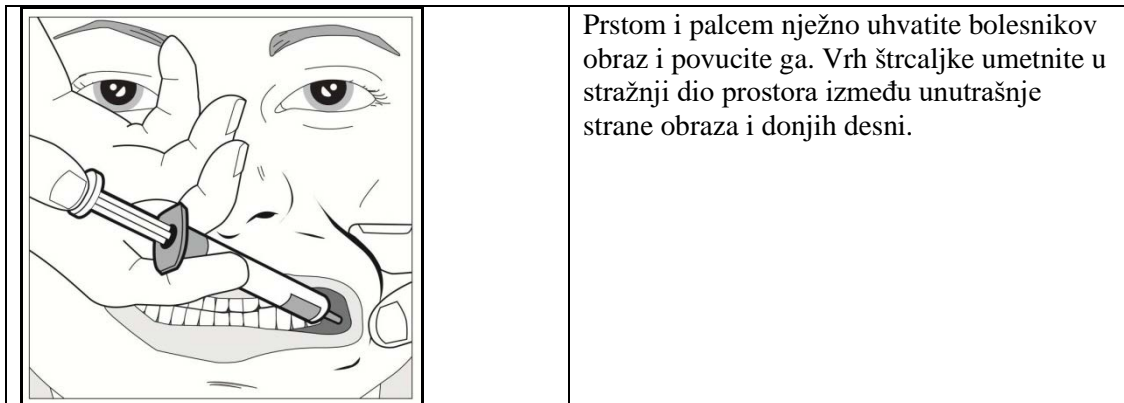 Prstom i palcem nježno uhvatite bolesnikov
obraz i povucite ga. Vrh štrcaljke umetnite u
stražnji dio prostora između unutrašnje
strane obraza i donjih desni.